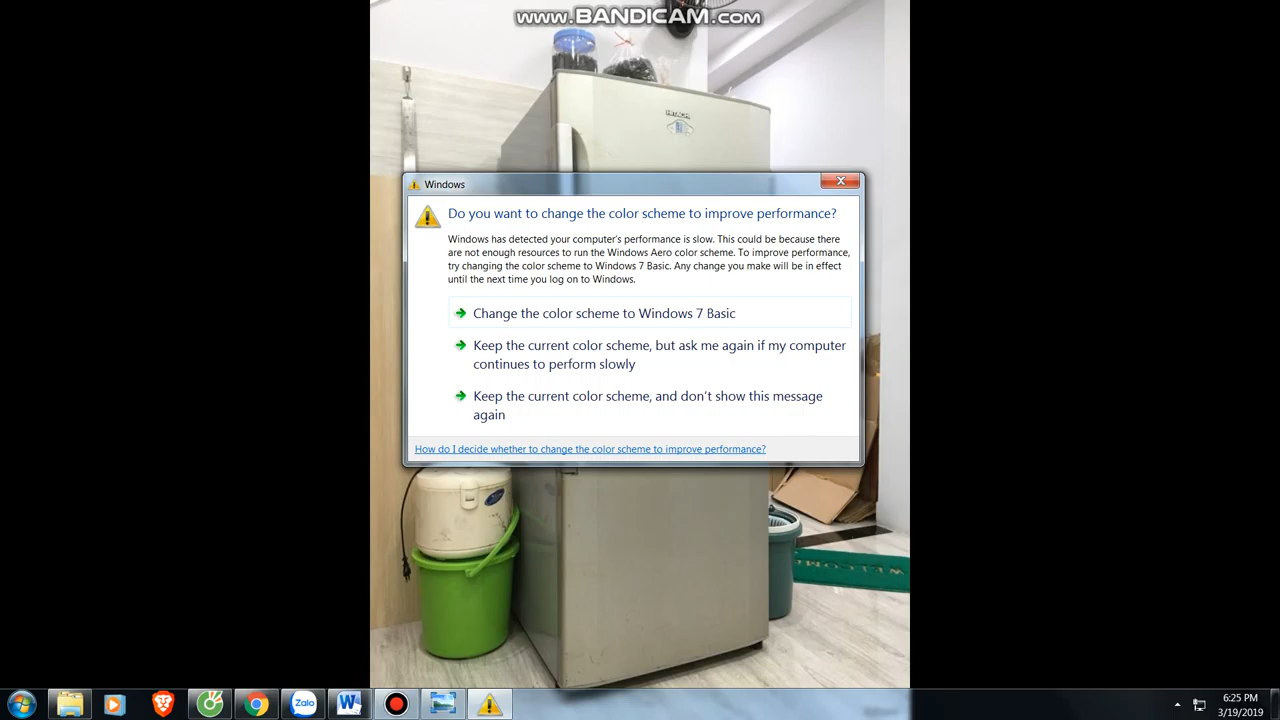 www.BANDICAM.com
HITACHI
Windows
Do you want to change the color scheme to improve performance?
Windows has detected your computer's performance is slow. This could be because there
are not enough resources to run the Windows Aero color scheme. To improve performance,
try changing the color scheme to Windows 7 Basic. Any change you make will be in effect
until the next time you log on to Windows.
Change the color scheme to Windows 7 Basic
Keep the current color scheme, but ask me again if my computer
continues to perform slowly
Keep the current color scheme, and don't show this message
again
How do I decide whether to change the color scheme to improve performance?
WELCOME
Zalo
W
6:25 PM
3/19/2019